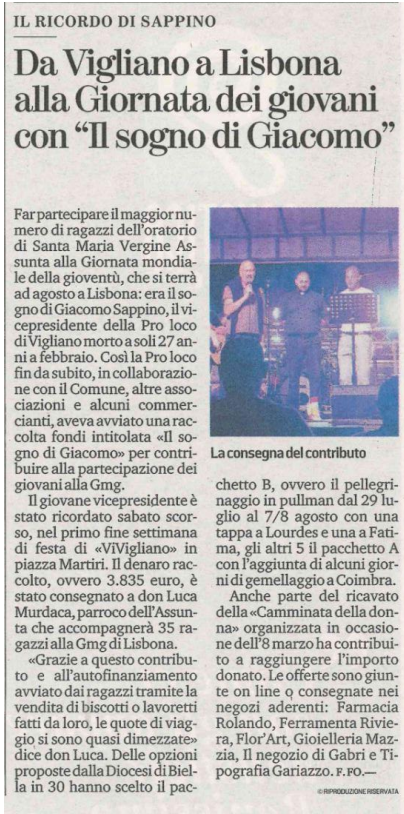 IL RICORDO DI SAPPINO
Da Vigliano a Lisbona
alla Giornata dei giovani
con “Il sogno di Giacomo”
Far partecipare il maggior nu-
mero di ragazzi dell'oratorio
di Santa Maria Vergine As-
sunta alla Giornata mondia-
le della gioventù, che si terrà
ad agosto a Lisbona: era il so-
gno di Giacomo Sappino, il vi-
cepresidente della Pro loco
di Vigliano morto a soli 27 an-
ni a febbraio. Così la Pro loco
fin da subito, in collaborazio-
ne con il Comune, altre asso-
ciazioni e alcuni commer-
cianti, aveva avviato una rac-
colta fondi intitolata «Il so-
gno di Giacomo» per contri-
buire alla partecipazione dei
giovani alla Gmg.
Il giovane vicepresidente è
stato ricordato sabato scor-
so, nel primo fine settimana
di festa di «ViVigliano» in
piazza Martiri. Il denaro rac-
colto, ovvero 3.835 euro, è
stato consegnato a don Luca
Murdaca, parroco dell'Assun-
ta che accompagnerà 35 ra-
gazzi alla Gmg di Lisbona.
«Grazie a questo contributo
e all'autofinanziamento
avviato dai ragazzi tramite la
vendita di biscotti o lavoretti
fatti da loro, le quote di viag-
gio si sono quasi dimezzate»
dice don Luca. Delle opzioni
proposte dalla Diocesi di Biel-
la in 30 hanno scelto il pac-
La consegna del contributo
chetto B, ovvero il pellegri-
naggio in pullman dal 29 lu-
glio al 7/8 agosto con una
tappa a Lourdes e una a Fati-
ma, gli altri 5 il pacchetto A
con l'aggiunta di alcuni gior-
ni di gemellaggio a Coimbra.
Anche parte del ricavato
della «Camminata della don-
na» organizzata in occasione
dell'8 marzo ha contribui-
to a raggiungere l'importo
donato. Le offerte sono giun-
te on line o consegnate nei
negozi aderenti: Farmacia
Rolando, Ferramenta Rivie-
ra, Flor'Art, Gioielleria Maz-
zia, Il negozio di Gabri e Ti-
pografia Gariazzo. F.FO.—
© RIPRODUZIONE RISERVATA